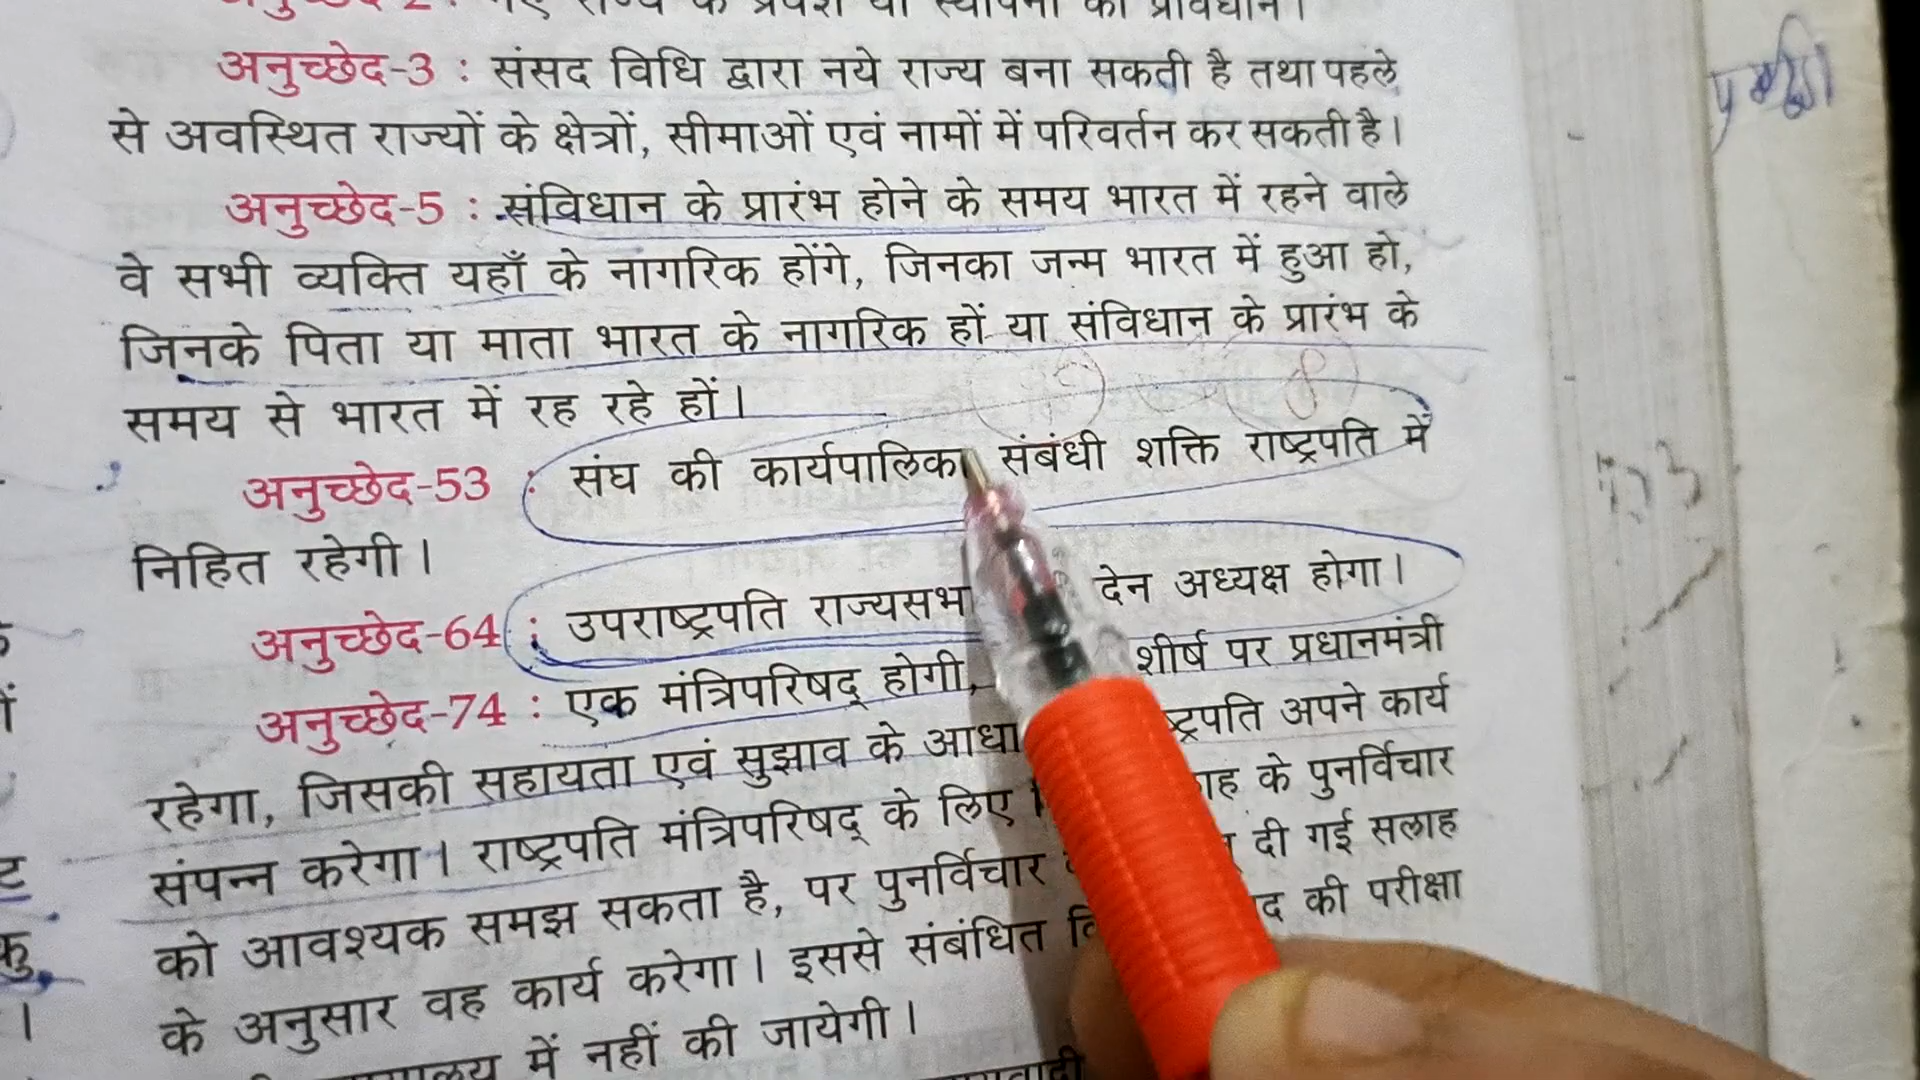 अनुच्छेद-3 : संसद विधि द्वारा नये राज्य बना सकती है तथा पहले
से अवस्थित राज्यों के क्षेत्रों, सीमाओं एवं नामों में परिवर्तन कर सकती है।
अनुच्छेद-5 : संविधान के प्रारंभ होने के समय भारत में रहने वाले
वे सभी व्यक्ति यहाँ के नागरिक होंगे, जिनका जन्म भारत में हुआ हो,
जिनके पिता या माता भारत के नागरिक हों या संविधान के प्रारंभ के
समय से भारत में रह रहे हों।
अनुच्छेद-53 : संघ की कार्यपालिका संबंधी शक्ति राष्ट्रपति में
निहित रहेगी।
अनुच्छेद-64 : उपराष्ट्रपति राज्यसभ देन अध्यक्ष होगा।
अनुच्छेद-74 : एक मंत्रिपरिषद् होगी, शीर्ष पर प्रधानमंत्री
रहेगा, जिसकी सहायता एवं सुझाव के आधा ष्ट्रपति अपने कार्य
संपन्न करेगा। राष्ट्रपति मंत्रिपरिषद् के लिए ाह के पुनर्विचार
को आवश्यक समझ सकता है, पर पुनर्विचार दी गई सलाह
के अनुसार वह कार्य करेगा। इससे संबंधित द की परीक्षा
में नहीं की जायेगी।